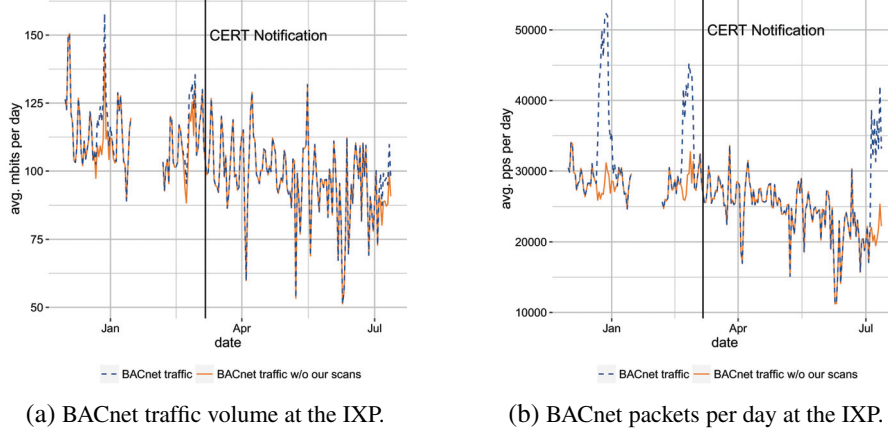 150
125
100
75
50
avg. mbits per day
CERT Notification
Jan
Apr
Jul
date
BACnet traffic
BACnet traffic w/o our scans
(a) BACnet traffic volume at the IXP.
50000
40000
30000
20000
10000
avg. pps per day
CERT Notification
Jan
Apr
Jul
date
BACnet traffic
BACnet traffic w/o our scans
(b) BACnet packets per day at the IXP.